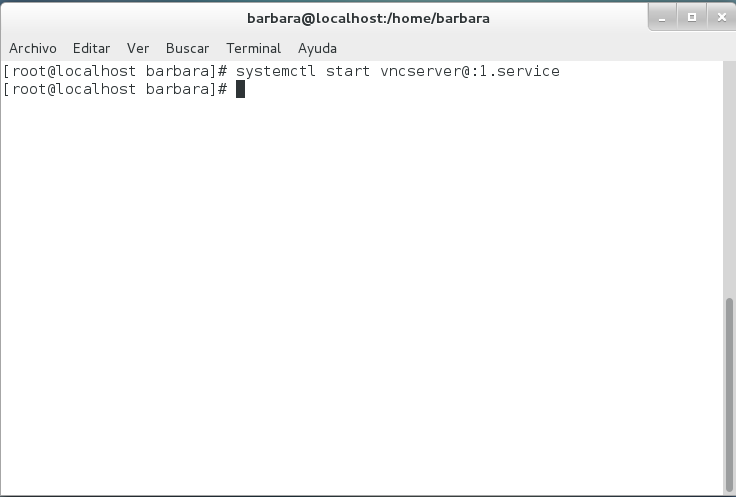 barbara@localhost:/home/barbara
Archivo Editar Ver Buscar Terminal Ayuda
[root@localhost barbara]# systemctl start vncserver@:1.service
[root@localhost barbara]#